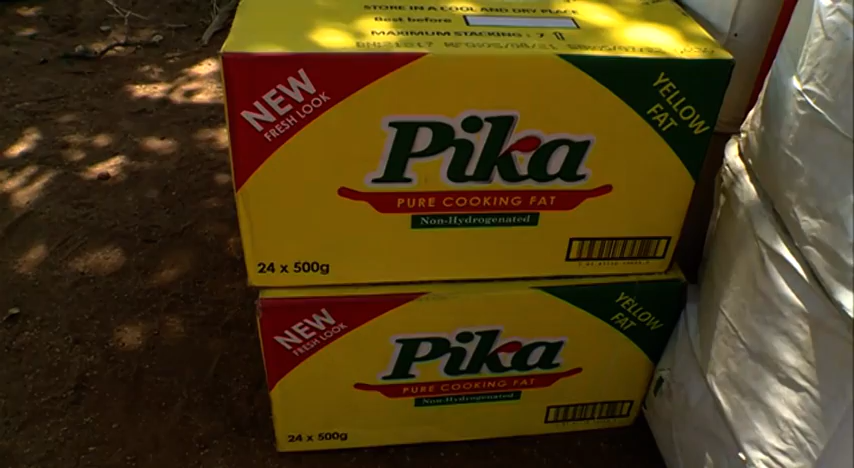 STORE IN A COOL AND DRY PLACE
Best before
MAXIMUM STACKING : 7
NEW
FRESH LOOK
YELLOW
FAT
Pika
PURE COOKING FAT
Non-Hydrogenated
24 x 500g
NEW
FRESH LOOK
YELLOW
FAT
Pika
PURE COOKING FAT
Non-Hydrogenated
24 x 500g